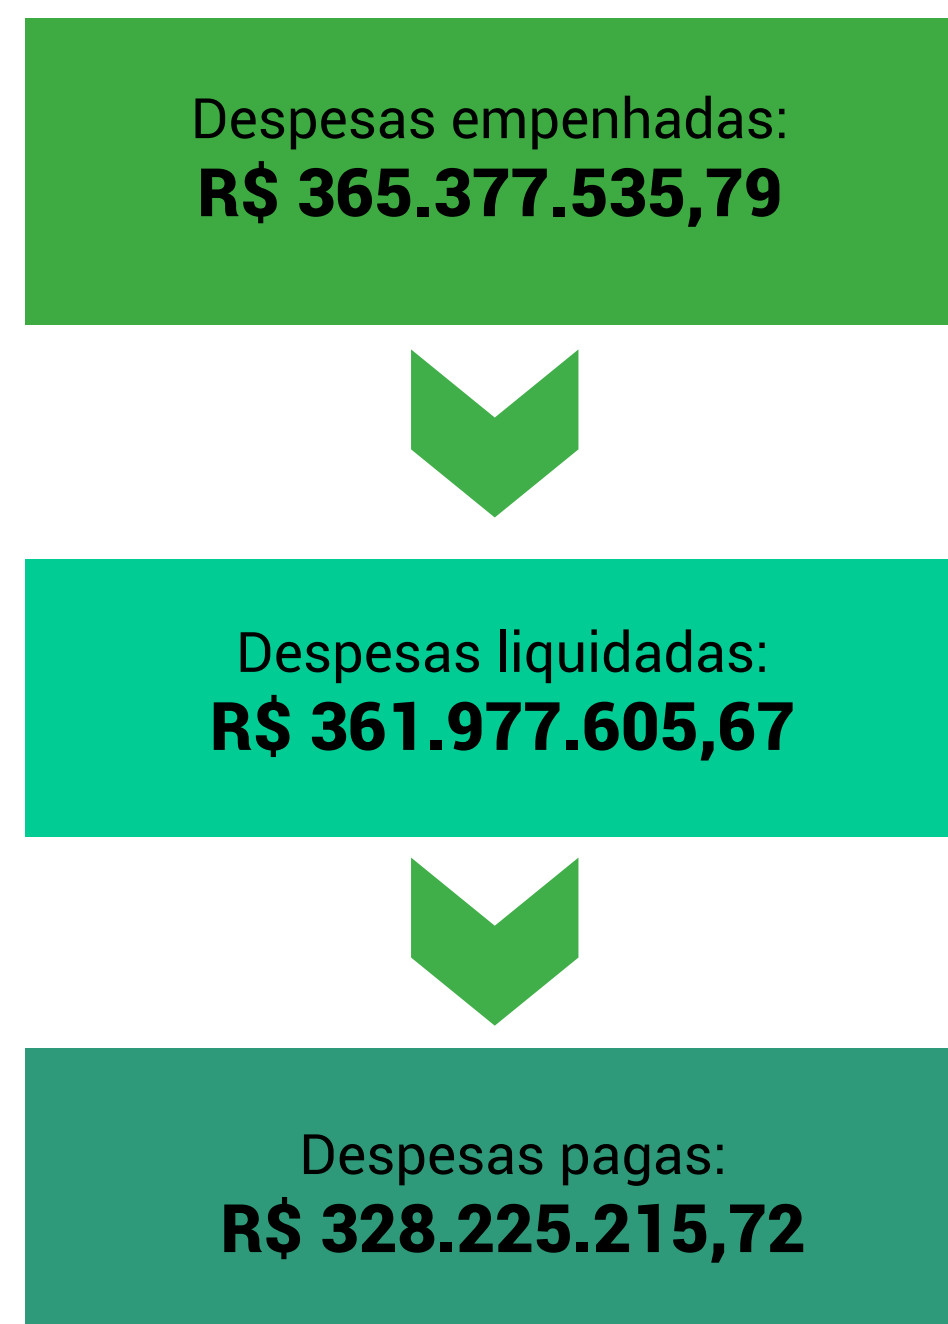 Despesas empenhadas:
R$ 365.377.535,79
Despesas liquidadas:
R$ 361.977.605,67
Despesas pagas:
R$ 328.225.215,72